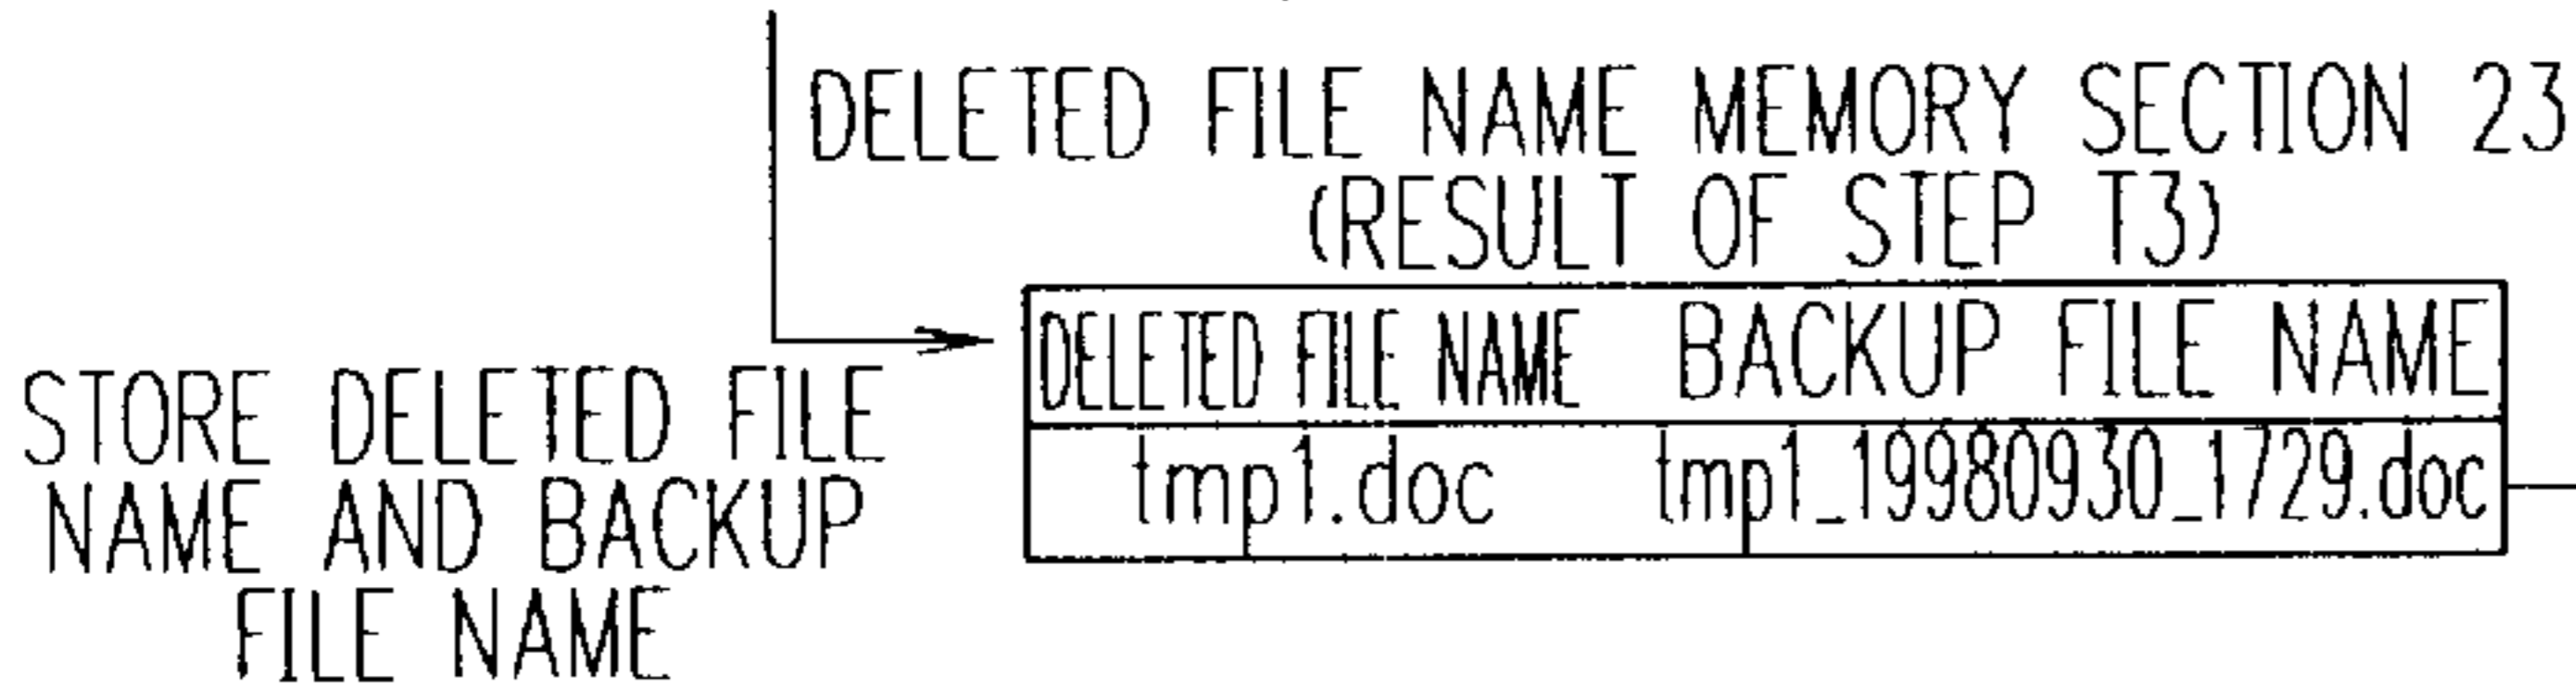 DELETED FILE NAME MEMORY SECTION 23
(RESULT OF STEP T3)
DELETED FILE NAME BACKUP FILE NAME
tmp1.doc tmp1_19980930_1729.doc
STORE DELETED FILE
NAME AND BACKUP
FILE NAME